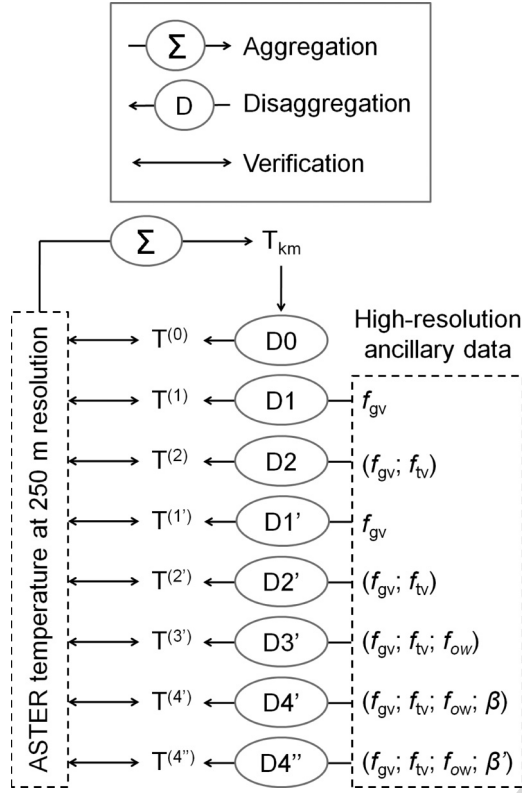 Σ Aggregation
D Disaggregation
Verification
Σ T_km
High-resolution
ancillary data
ASTER temperature at 250 m resolution
T^(0) D0
T^(1) D1 f_gv
T^(2) D2 (f_gv; f_tv)
T^(1') D1' f_gv
T^(2') D2' (f_gv; f_tv)
T^(3') D3' (f_gv; f_tv; f_ow)
T^(4') D4' (f_gv; f_tv; f_ow; β)
T^(4'') D4'' (f_gv; f_tv; f_ow; β')